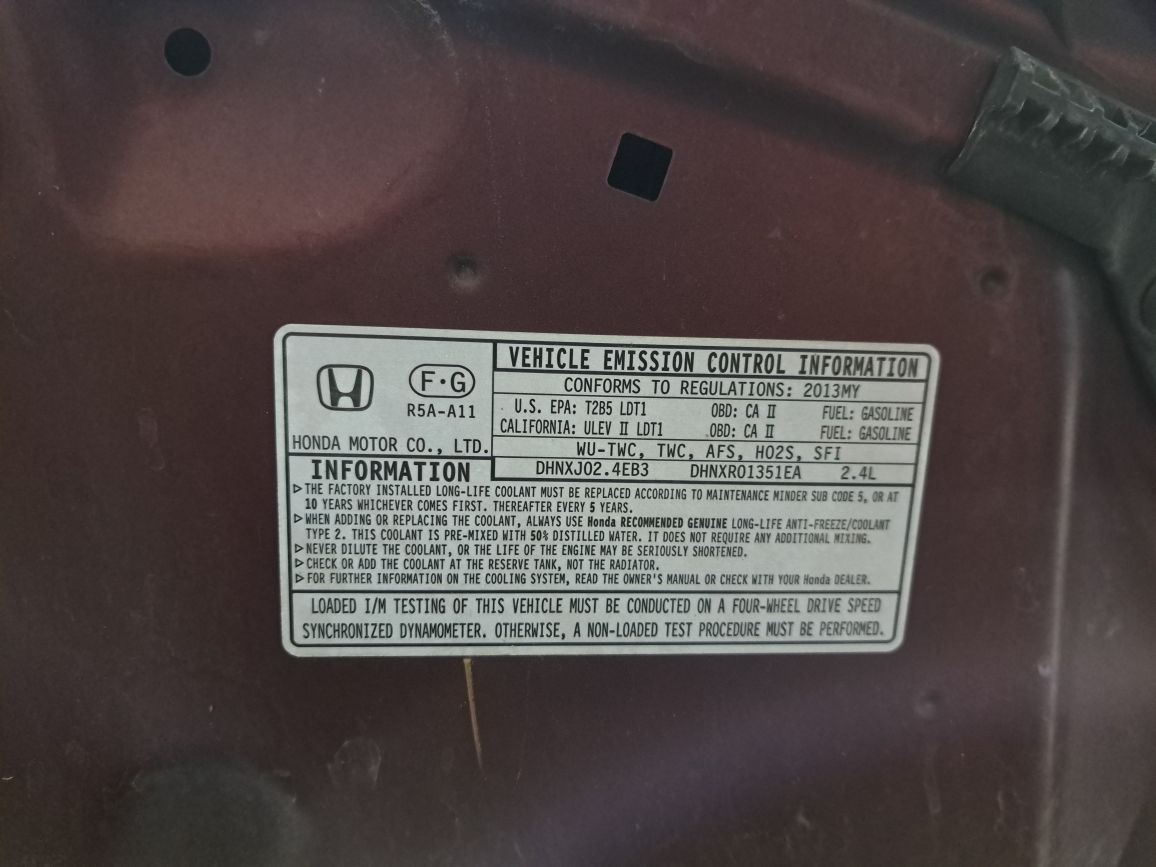 F·G
R5A-A11
HONDA MOTOR CO., LTD.
VEHICLE EMISSION CONTROL INFORMATION
CONFORMS TO REGULATIONS: 2013MY
U.S. EPA: T2B5 LDT1 OBD: CA II FUEL: GASOLINE
CALIFORNIA: ULEV II LDT1 OBD: CA II FUEL: GASOLINE
WU-TWC, TWC, AFS, HO2S, SFI
DHNXJ02.4EB3 DHNXR01351EA 2.4L
INFORMATION
▷THE FACTORY INSTALLED LONG-LIFE COOLANT MUST BE REPLACED ACCORDING TO MAINTENANCE MINDER SUB CODE 5, OR AT
10 YEARS WHICHEVER COMES FIRST. THEREAFTER EVERY 5 YEARS.
▷WHEN ADDING OR REPLACING THE COOLANT, ALWAYS USE Honda RECOMMENDED GENUINE LONG-LIFE ANTI-FREEZE/COOLANT
TYPE 2. THIS COOLANT IS PRE-MIXED WITH 50% DISTILLED WATER. IT DOES NOT REQUIRE ANY ADDITIONAL MIXING.
▷NEVER DILUTE THE COOLANT, OR THE LIFE OF THE ENGINE MAY BE SERIOUSLY SHORTENED.
▷CHECK OR ADD THE COOLANT AT THE RESERVE TANK, NOT THE RADIATOR.
▷FOR FURTHER INFORMATION ON THE COOLING SYSTEM, READ THE OWNER'S MANUAL OR CHECK WITH YOUR Honda DEALER.
LOADED I/M TESTING OF THIS VEHICLE MUST BE CONDUCTED ON A FOUR-WHEEL DRIVE SPEED
SYNCHRONIZED DYNAMOMETER. OTHERWISE, A NON-LOADED TEST PROCEDURE MUST BE PERFORMED.